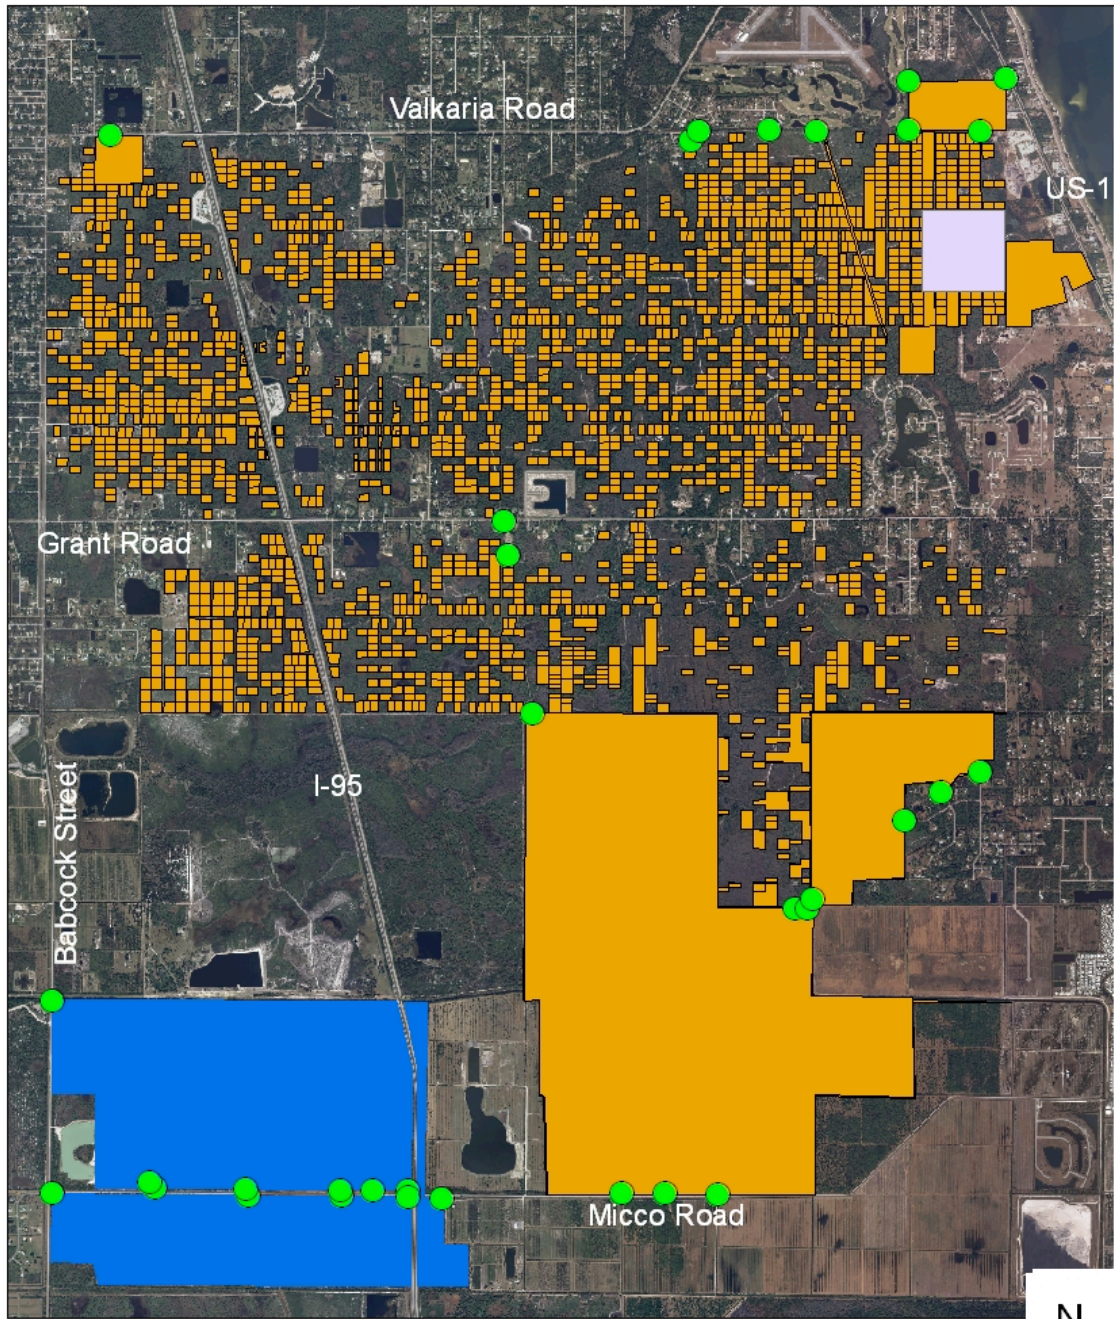 Valkaria Road
US-1
Grant Road
I-95
Babcock Street
Micco Road
N